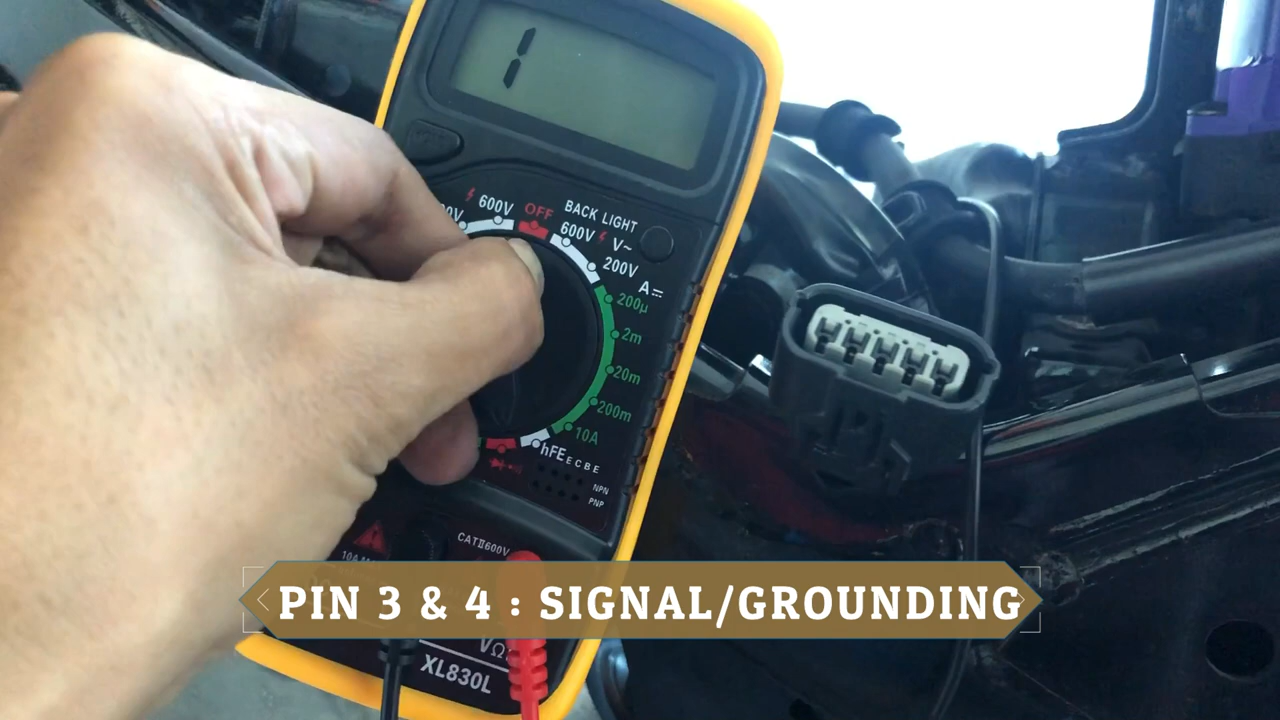 1
600V
OFF
BACK LIGHT
600V V~
200V
A
200µ
2m
20m
200m
10A
hFE E C B E
NPN
PNP
CATⅡ600V
PIN 3 & 4 : SIGNAL/GROUNDING
VΩ
XL830L